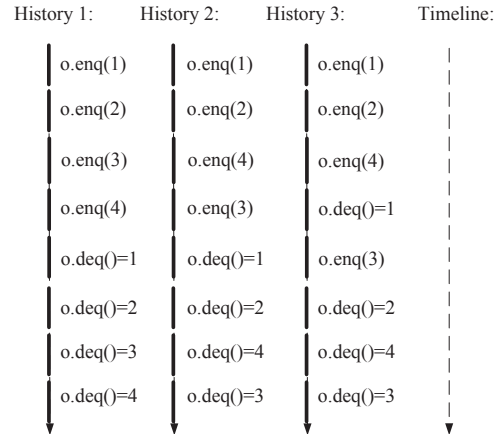 History 1: History 2: History 3: Timeline:
o.enq(1) o.enq(1) o.enq(1)
o.enq(2) o.enq(2) o.enq(2)
o.enq(3) o.enq(4) o.enq(4)
o.enq(4) o.enq(3) o.deq()=1
o.deq()=1 o.deq()=1 o.enq(3)
o.deq()=2 o.deq()=2 o.deq()=2
o.deq()=3 o.deq()=4 o.deq()=4
o.deq()=4 o.deq()=3 o.deq()=3